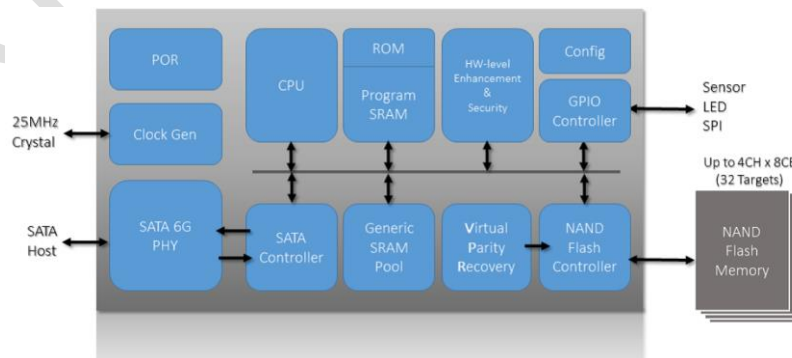 POR
Clock Gen
25MHz
Crystal
SATA 6G
PHY
SATA
Host
CPU
ROM
Program
SRAM
HW-level
Enhancement
&
Security
Config
GPIO
Controller
Sensor
LED
SPI
SATA
Controller
Generic
SRAM
Pool
Virtual
Parity
Recovery
NAND
Flash
Controller
Up to 4CH x 8CE
(32 Targets)
NAND
Flash
Memory